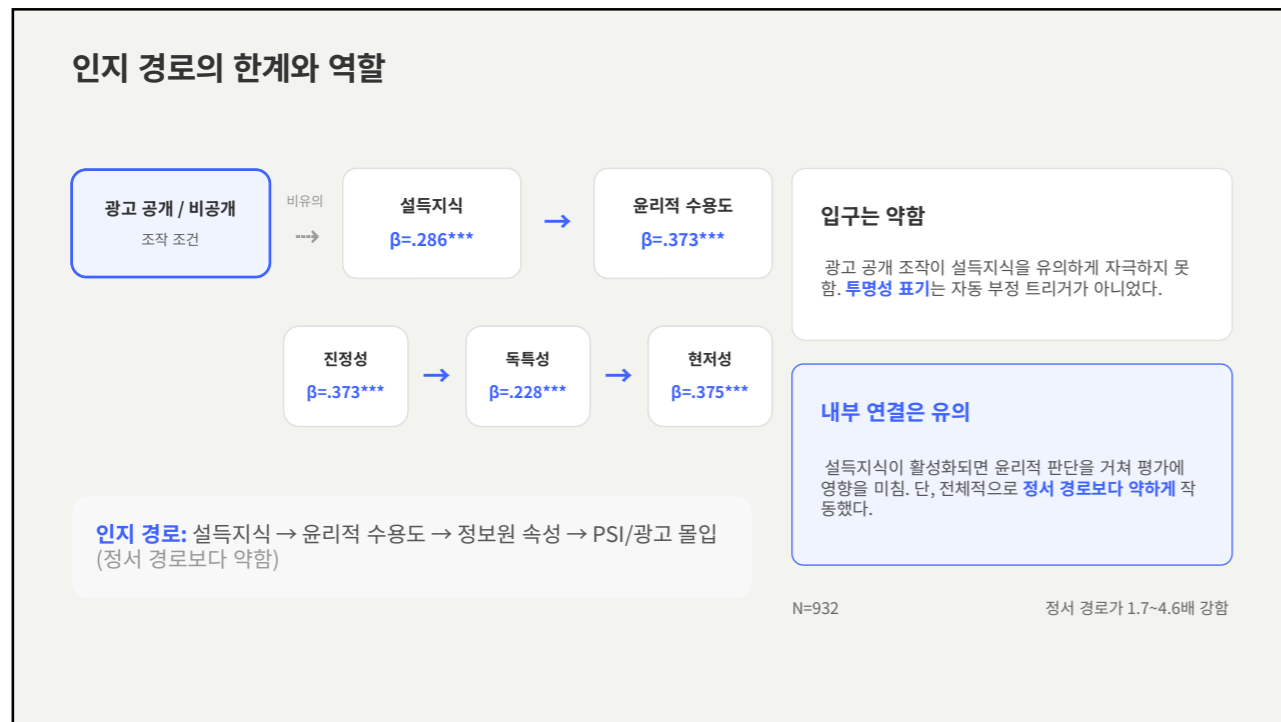 인지 경로의 한계와 역할
광고 공개 / 비공개
조작 조건
비유의
설득지식
β=.286***
→
윤리적 수용도
β=.373***
진정성
β=.373***
→
독특성
β=.228***
→
현저성
β=.375***
인지 경로: 설득지식 → 윤리적 수용도 → 정보원 속성 → PSI/광고 몰입
(정서 경로보다 약함)
입구는 약함
광고 공개 조작이 설득지식을 유의하게 자극하지 못
함. 투명성 표기는 자동 부정 트리거가 아니었다.
내부 연결은 유의
설득지식이 활성화되면 윤리적 판단을 거쳐 평가에
영향을 미침. 단, 전체적으로 정서 경로보다 약하게 작
동했다.
N=932
정서 경로가 1.7~4.6배 강함